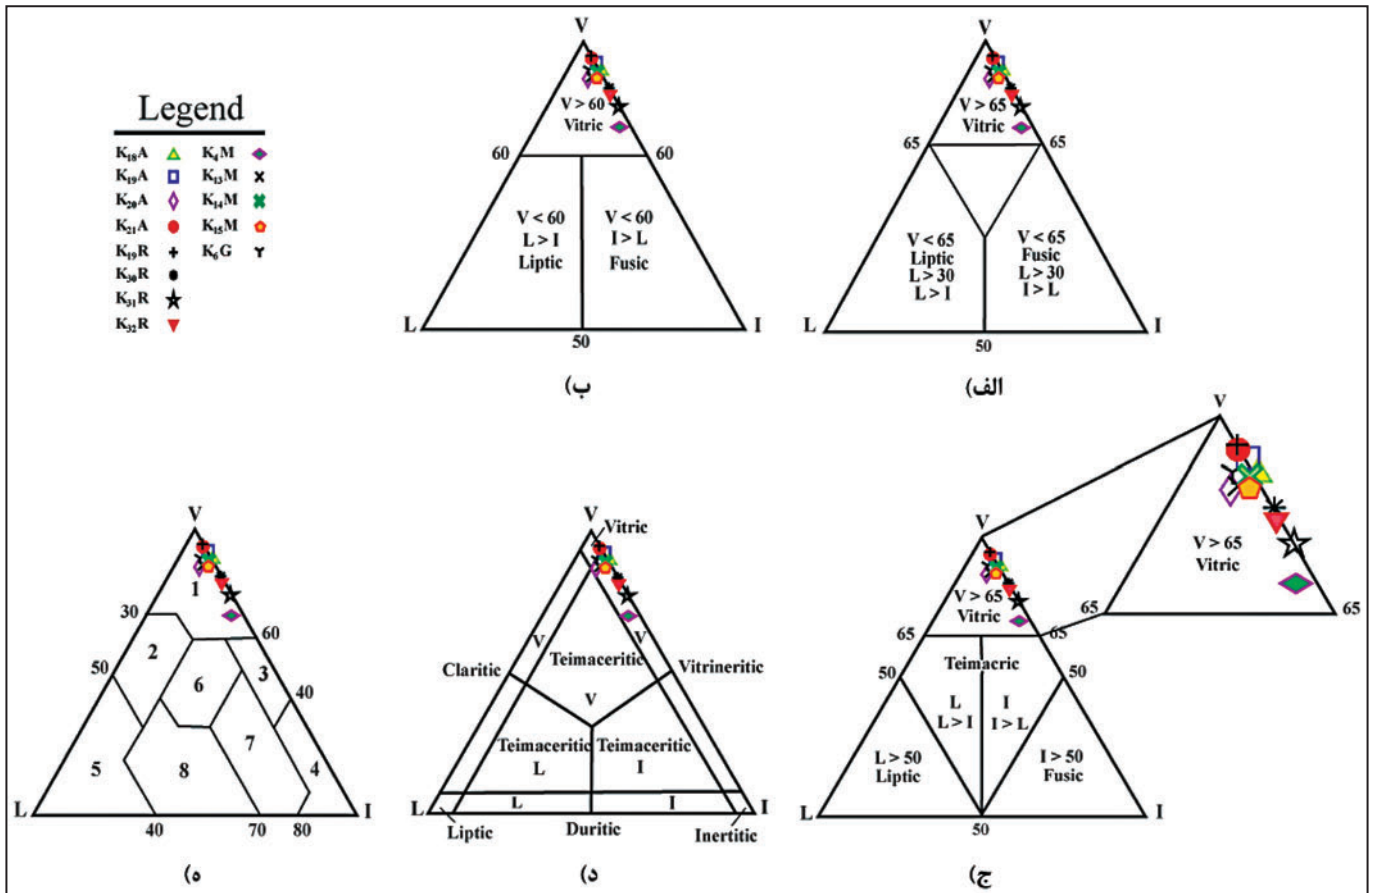 Legend
K₁₈A K₄M
K₁₉A K₁₃M
K₂₀A K₁₄M
K₂₁A K₁₅M
K₁₉R K₆G
K₃₀R
K₃₁R
K₃₂R
V
V > 60
Vitric
60 60
V < 60
L > I
Liptic
V < 60
I > L
Fusic
L I
50
ب)
V
V > 65
Vitric
65 65
V < 65
Liptic
L > 30
L > I
V < 65
Fusic
L > 30
I > L
L I
50
الف)
V
1
30 60
2
50
3
40
6
7
5
8
4
L I
40 70 80
ه)
V
Vitric
V V
Claritic
Teimaceritic
Vitrineritic
V
Teimaceritic
L
Teimaceritic
I
L I
L I
Liptic Duritic Inertitic
د)
V
V > 65
Vitric
65 65
Teimacric
50 50
L
L > I
I
I > L
L > 50
Liptic
I > 50
Fusic
L I
50
ج)
V
V > 65
Vitric
65 65